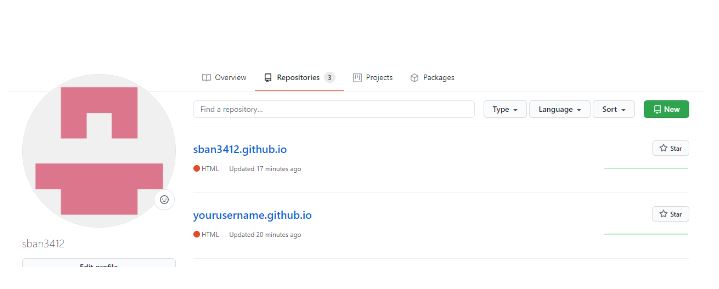 Overview Repositories 3 Projects Packages
Find a repository... Type Language Sort New
sban3412.github.io Star
HTML Updated 17 minutes ago
yourusername.github.io Star
HTML Updated 20 minutes ago
sban3412
Edit profile